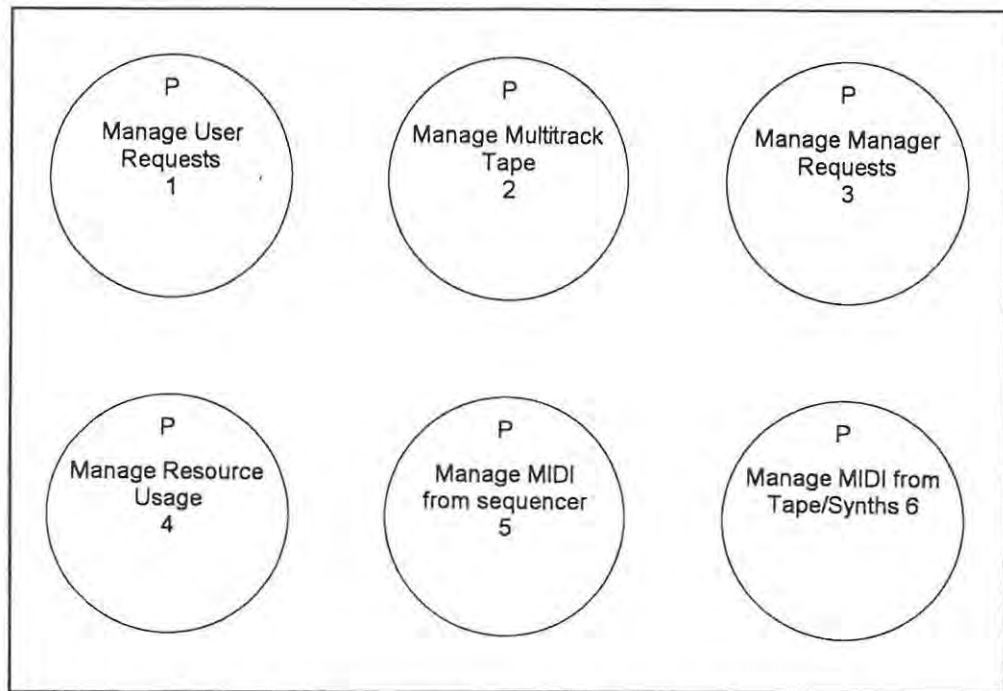 P
Manage User
Requests
1
P
Manage Multitrack
Tape
2
P
Manage Manager
Requests
3
P
Manage Resource
Usage
4
P
Manage MIDI
from sequencer
5
P
Manage MIDI from
Tape/Synths 6